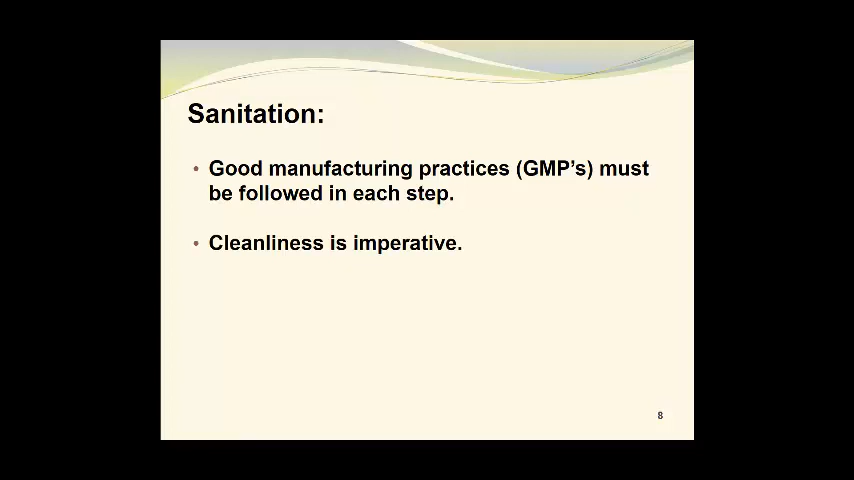 Sanitation:
• Good manufacturing practices (GMP’s) must
be followed in each step.
• Cleanliness is imperative.
8